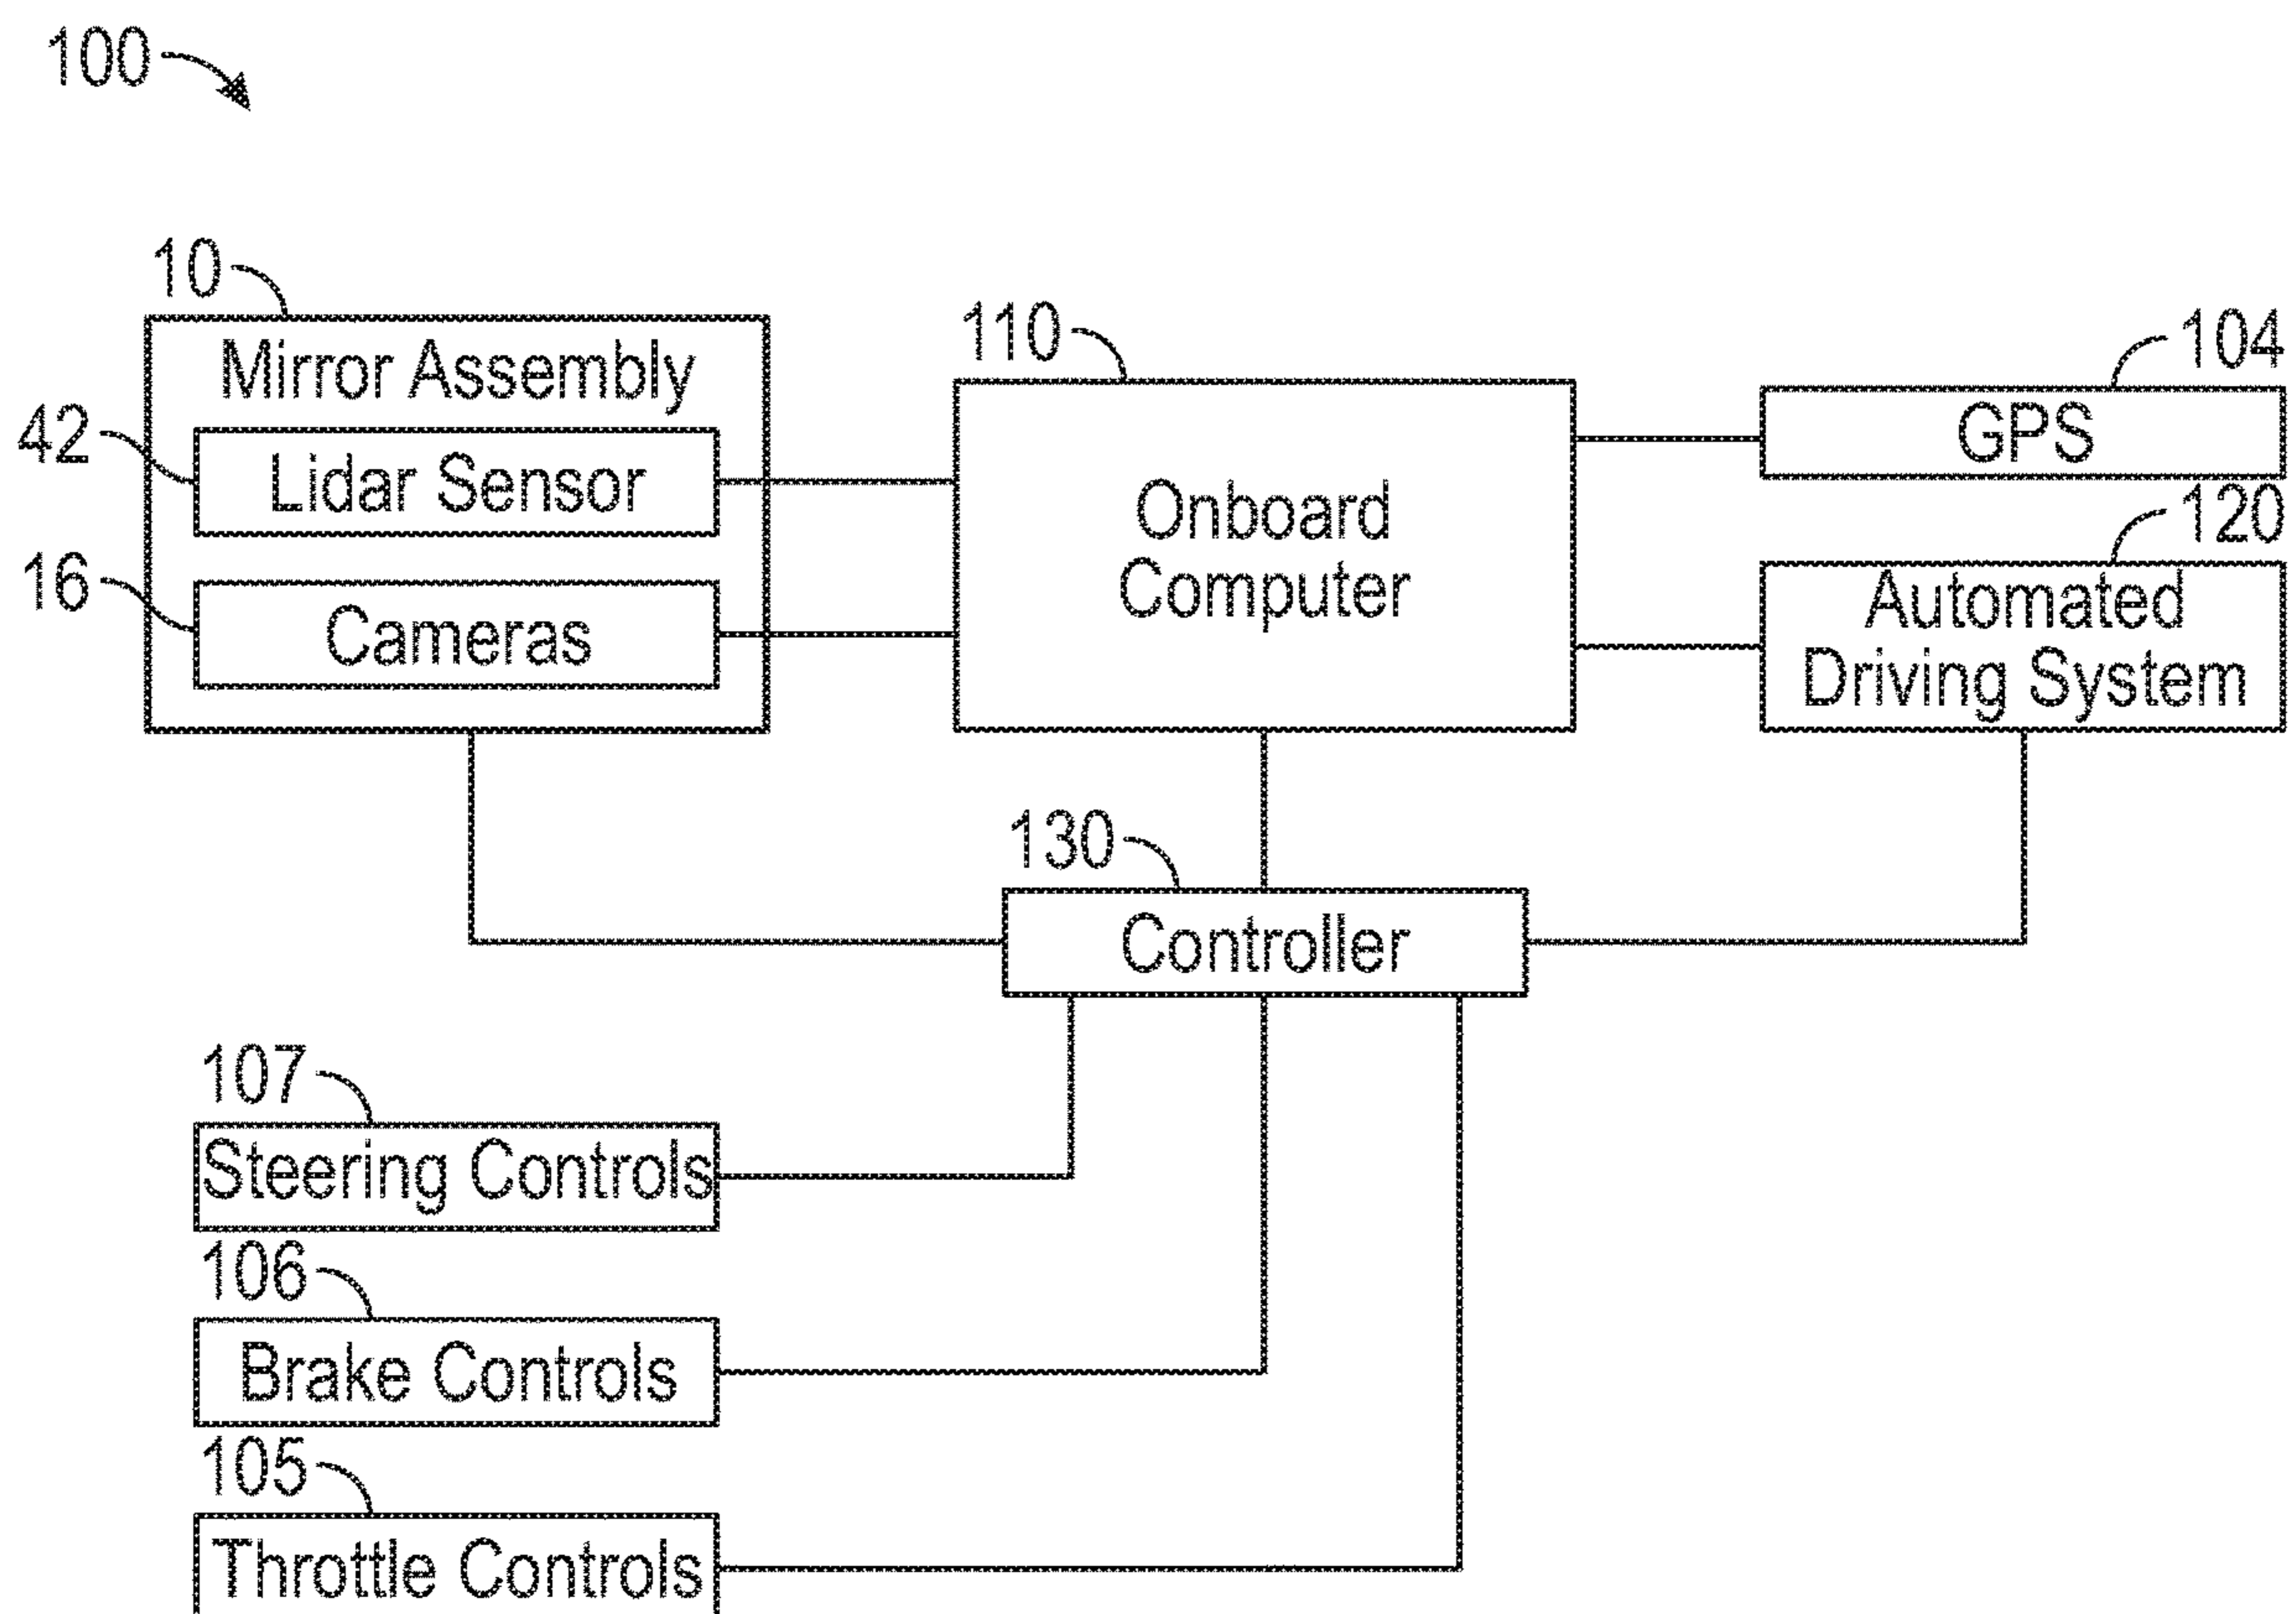 100
10
Mirror Assembly
42
Lidar Sensor
16
Cameras
110
Onboard
Computer
104
GPS
120
Automated
Driving System
130
Controller
107
Steering Controls
106
Brake Controls
105
Throttle Controls